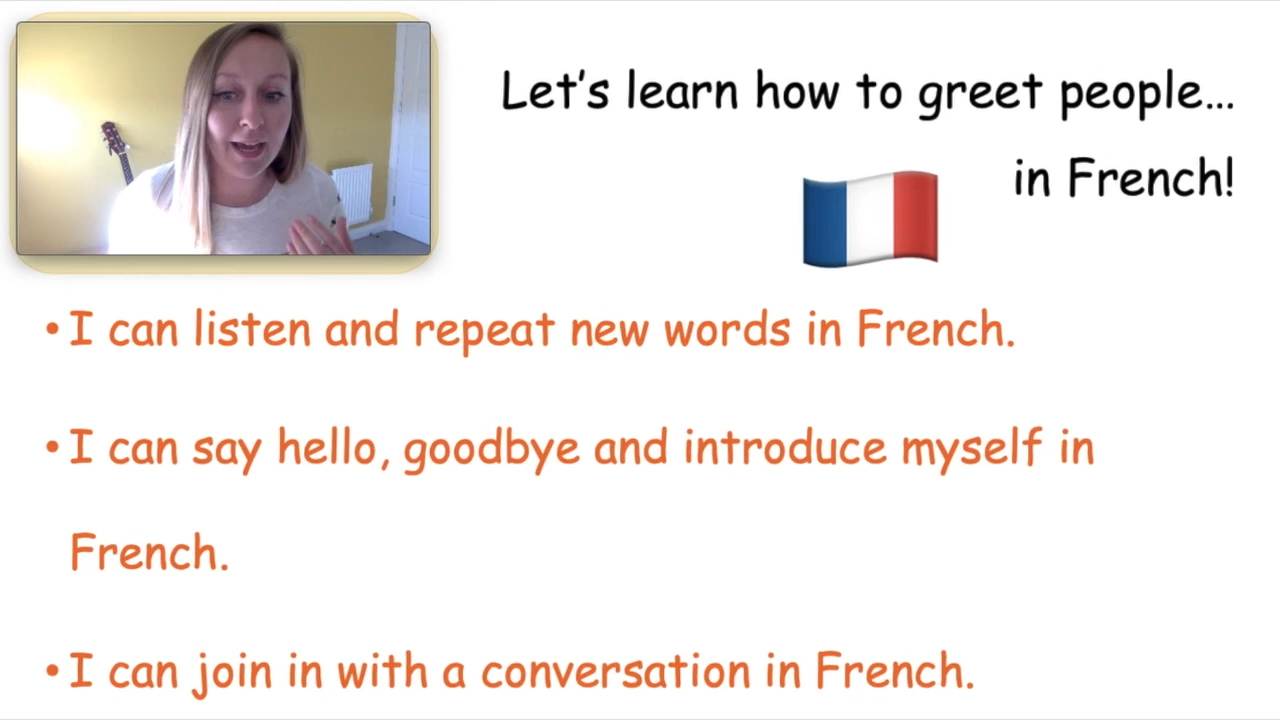 Let's learn how to greet people...
in French!
• I can listen and repeat new words in French.
• I can say hello, goodbye and introduce myself in
French.
• I can join in with a conversation in French.